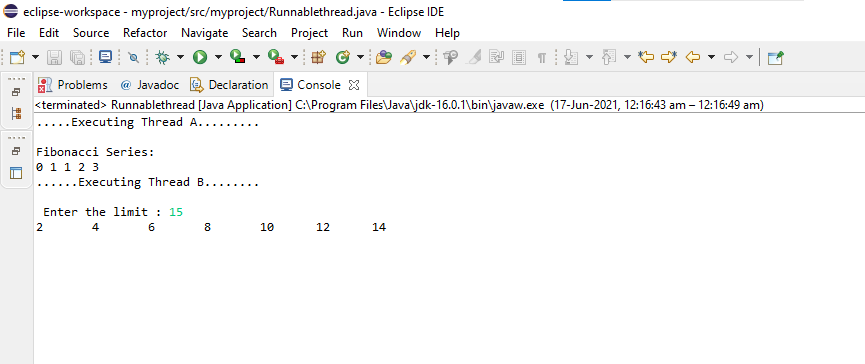 eclipse-workspace - myproject/src/myproject/Runnablethread.java - Eclipse IDE
File Edit Source Refactor Navigate Search Project Run Window Help
Problems @ Javadoc Declaration Console
<terminated> Runnablethread [Java Application] C:\Program Files\Java\jdk-16.0.1\bin\javaw.exe (17-Jun-2021, 12:16:43 am – 12:16:49 am)
.....Executing Thread A.........
Fibonacci Series:
0 1 1 2 3
......Executing Thread B........
Enter the limit : 15
2 4 6 8 10 12 14